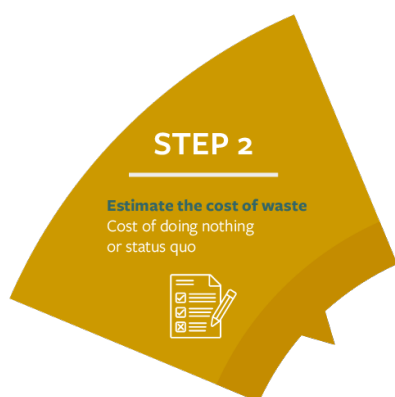 STEP 2
Estimate the cost of waste
Cost of doing nothing
or status quo